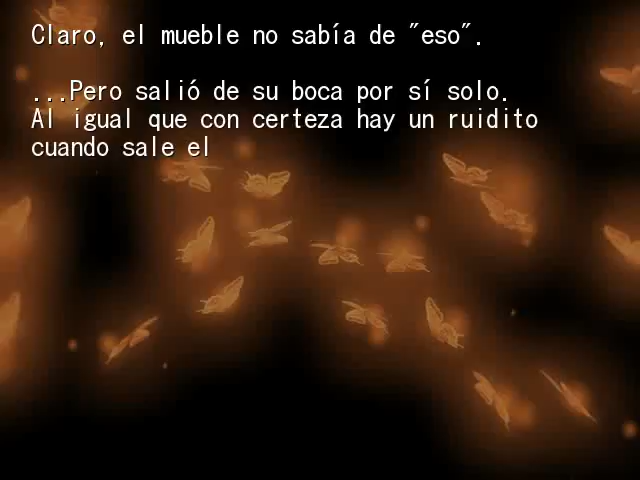 Claro, el mueble no sabía de "eso".
...Pero salió de su boca por sí solo.
Al igual que con certeza hay un ruidito
cuando sale el